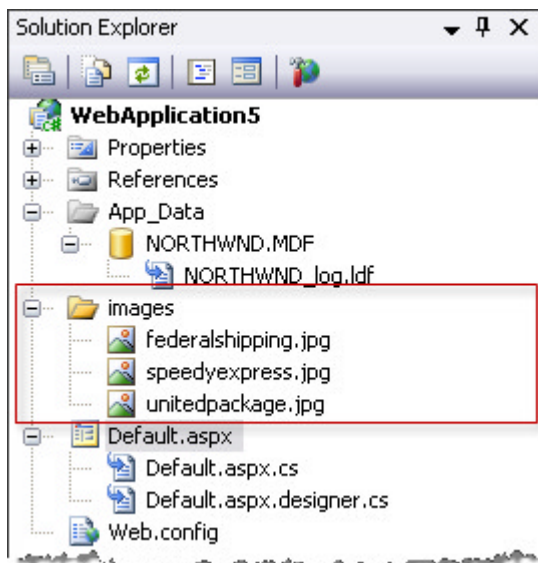 Solution Explorer
WebApplication5
Properties
References
App_Data
NORTHWND.MDF
NORTHWND_log.ldf
images
federalshipping.jpg
speedyexpress.jpg
unitedpackage.jpg
Default.aspx
Default.aspx.cs
Default.aspx.designer.cs
Web.config